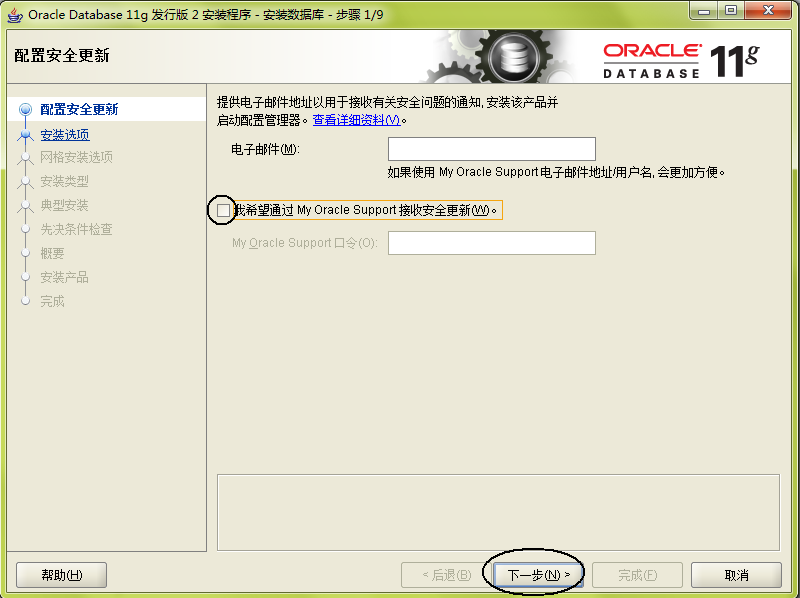 Oracle Database 11g 发行版 2 安装程序 - 安装数据库 - 步骤 1/9
配置安全更新
ORACLE
DATABASE 11g
配置安全更新
安装选项
网格安装选项
安装类型
典型安装
先决条件检查
概要
安装产品
完成
提供电子邮件地址以用于接收有关安全问题的通知, 安装该产品并
启动配置管理器。查看详细资料(V)。
电子邮件(M):
如果使用 My Oracle Support 电子邮件地址/用户名, 会更加方便。
我希望通过 My Oracle Support 接收安全更新(W)。
My Oracle Support 口令(O):
帮助(H)
< 后退(B)
下一步(N) >
完成(F)
取消